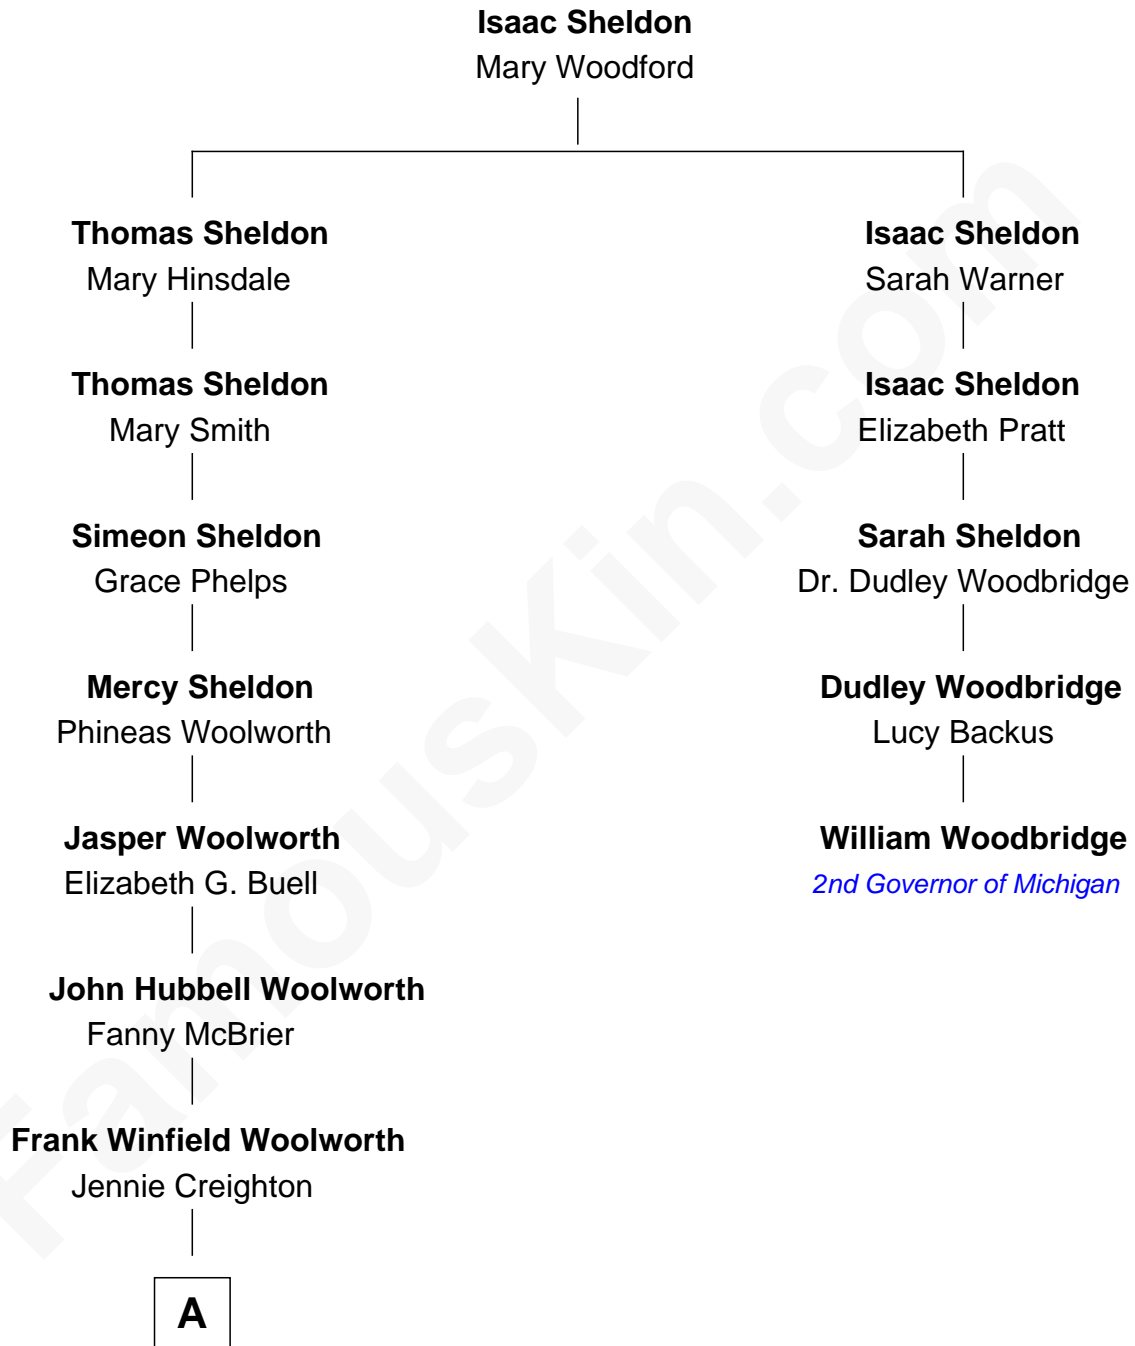 Isaac Sheldon
Mary Woodford
Thomas Sheldon
Mary Hinsdale
Isaac Sheldon
Sarah Warner
Thomas Sheldon
Mary Smith
Isaac Sheldon
Elizabeth Pratt
Simeon Sheldon
Grace Phelps
Sarah Sheldon
Dr. Dudley Woodbridge
Mercy Sheldon
Phineas Woolworth
Dudley Woodbridge
Lucy Backus
Jasper Woolworth
Elizabeth G. Buell
William Woodbridge
2nd Governor of Michigan
John Hubbell Woolworth
Fanny McBrier
Frank Winfield Woolworth
Jennie Creighton
A
FamousKin.com